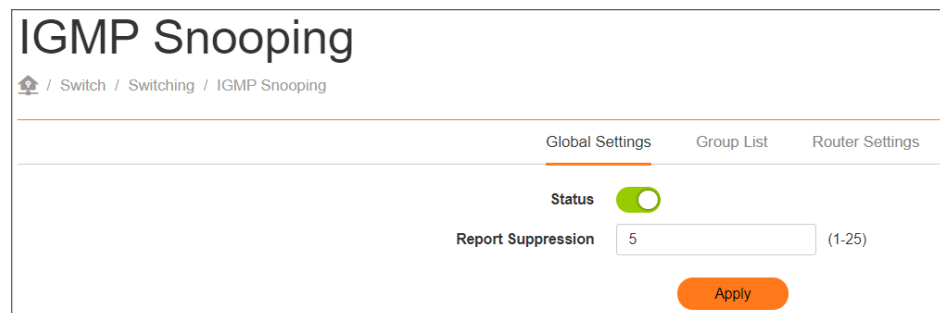 IGMP Snooping
/ Switch / Switching / IGMP Snooping
Global Settings Group List Router Settings
Status
Report Suppression 5 (1-25)
Apply